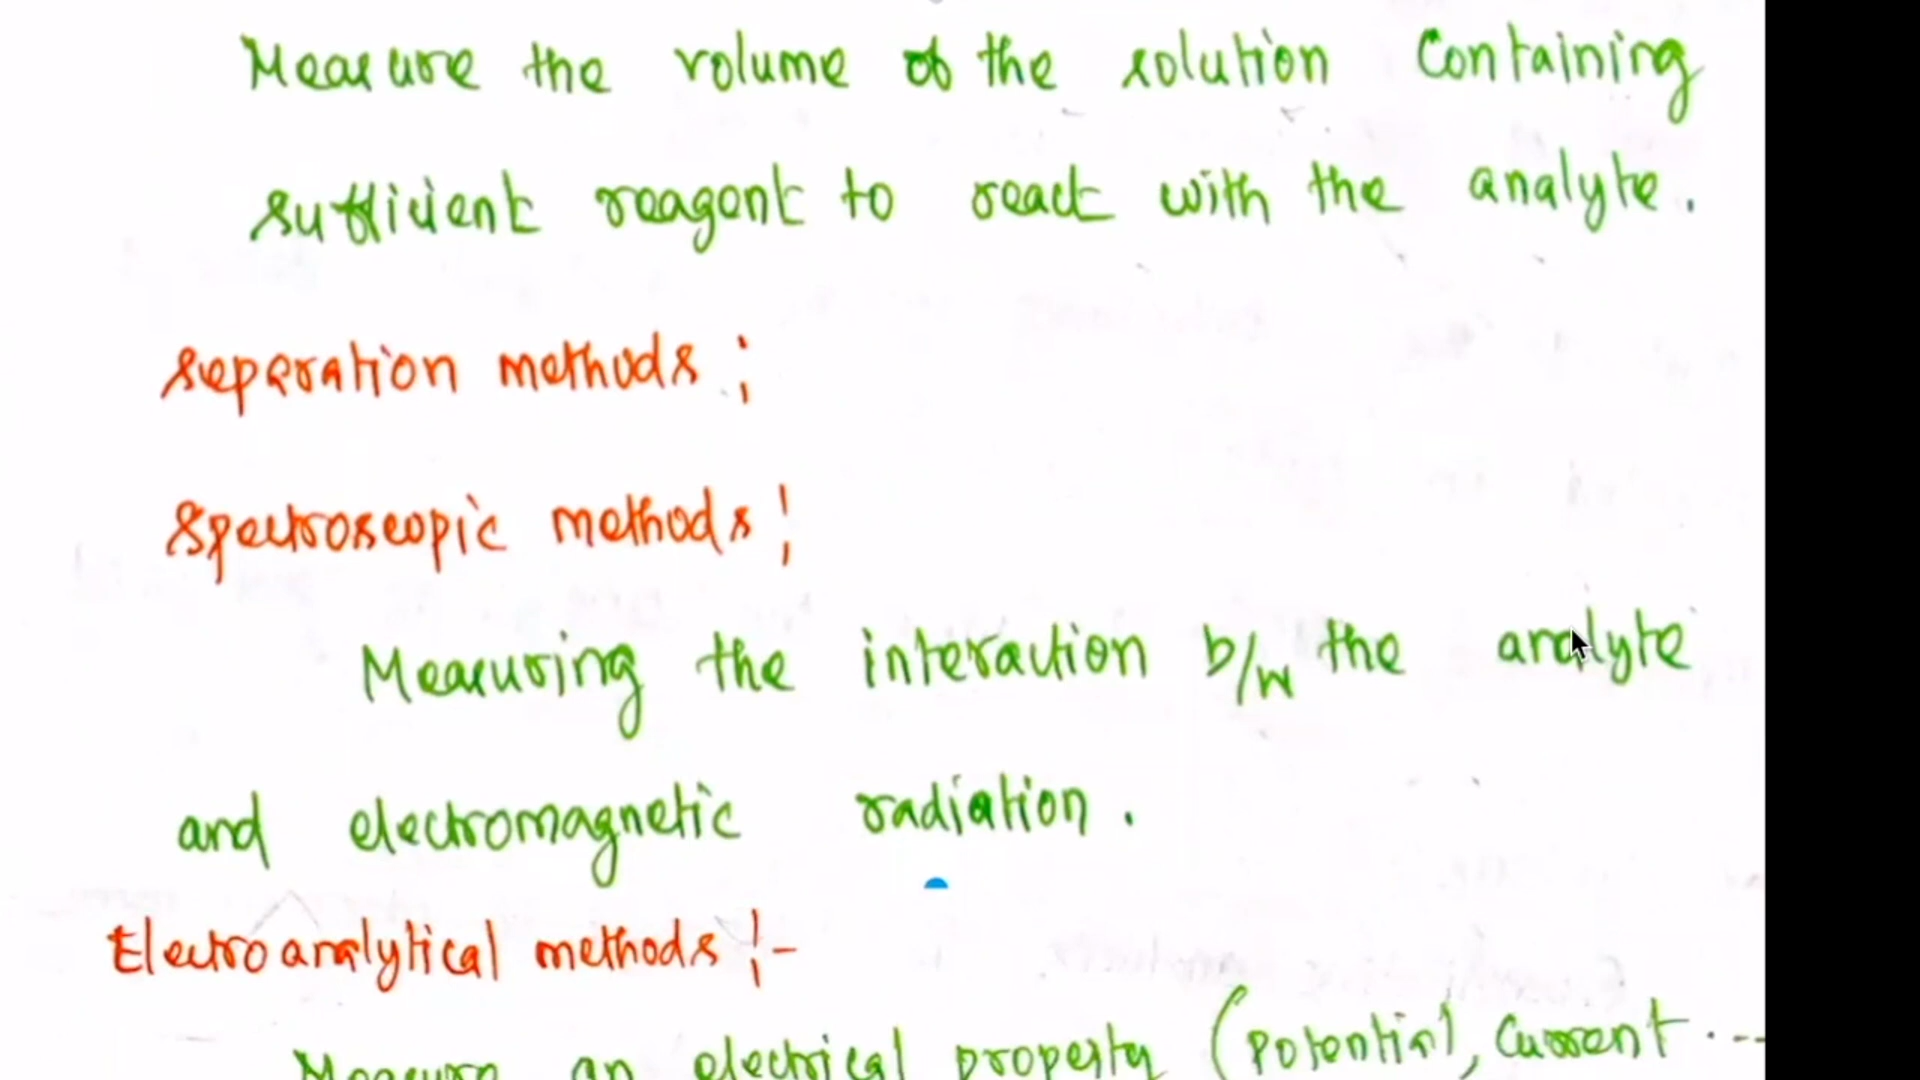 Measure the volume of the solution Containing
sufficient reagent to react with the analyte.
seperation methods :
spectroscopic methods :
Measuring the interaction b/w the analyte
and electromagnetic radiation.
Electroanalytical methods :-
Measure an electrical property (potential, Current ...